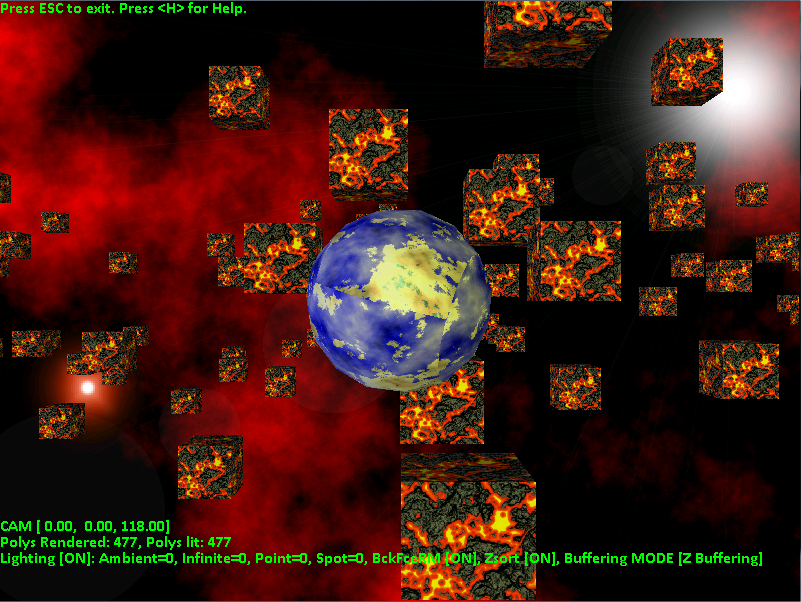 Press ESC to exit. Press <H> for Help.
CAM [ 0.00,  0.00, 118.00]
Polys Rendered: 477, Polys lit: 477
Lighting [ON]: Ambient=0, Infinite=0, Point=0, Spot=0, BckFceRM [ON], Zsort [ON], Buffering MODE [Z Buffering]